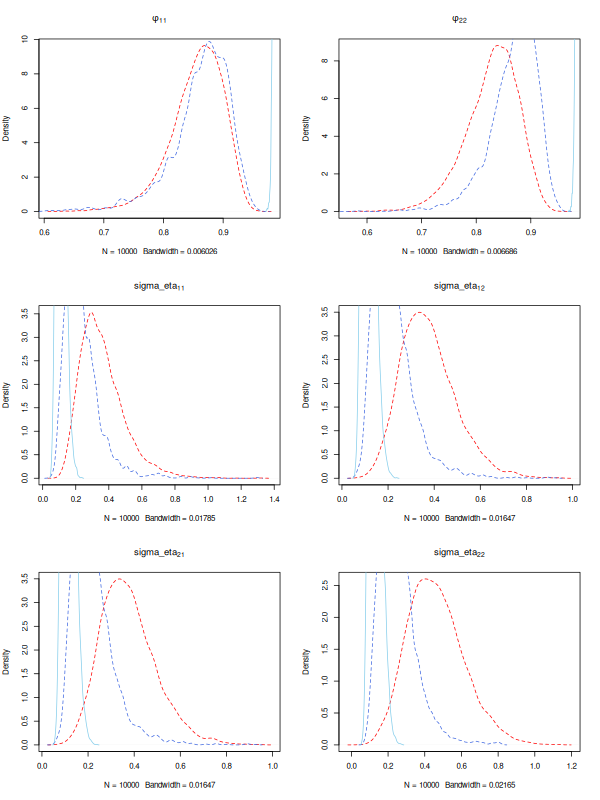 φ11 φ22
Density
0 2 4 6 8 10
0.6 0.7 0.8 0.9
N = 10000 Bandwidth = 0.006026
Density
0 2 4 6 8
0.6 0.7 0.8 0.9
N = 10000 Bandwidth = 0.006686
sigma_eta11 sigma_eta12
Density
0.0 0.5 1.0 1.5 2.0 2.5 3.0 3.5
0.0 0.2 0.4 0.6 0.8 1.0 1.2 1.4
N = 10000 Bandwidth = 0.01785
Density
0.0 0.5 1.0 1.5 2.0 2.5 3.0 3.5
0.0 0.2 0.4 0.6 0.8 1.0
N = 10000 Bandwidth = 0.01647
sigma_eta21 sigma_eta22
Density
0.0 0.5 1.0 1.5 2.0 2.5 3.0 3.5
0.0 0.2 0.4 0.6 0.8 1.0
N = 10000 Bandwidth = 0.01647
Density
0.0 0.5 1.0 1.5 2.0 2.5
0.0 0.2 0.4 0.6 0.8 1.0 1.2
N = 10000 Bandwidth = 0.02165